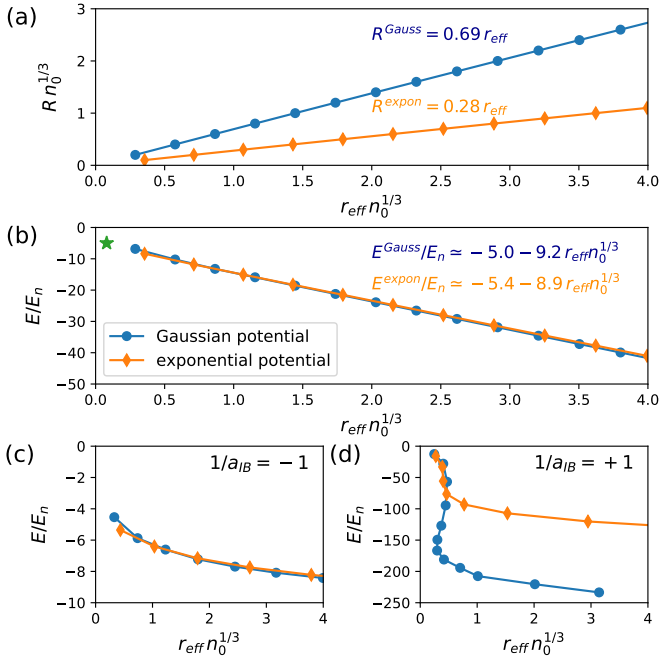 (a)
R n_0^{1/3}
3
2
1
0
R^{Gauss} = 0.69 r_{eff}
R^{expon} = 0.28 r_{eff}
0.0 0.5 1.0 1.5 2.0 2.5 3.0 3.5 4.0
r_{eff} n_0^{1/3}
(b)
E/E_n
0
−10
−20
−30
−40
−50
E^{Gauss}/E_n ≃ −5.0 − 9.2 r_{eff} n_0^{1/3}
E^{expon}/E_n ≃ −5.4 − 8.9 r_{eff} n_0^{1/3}
Gaussian potential
exponential potential
0.0 0.5 1.0 1.5 2.0 2.5 3.0 3.5 4.0
r_{eff} n_0^{1/3}
(c)
E/E_n
0
−2
−4
−6
−8
−10
1/a_{IB} = −1
0 1 2 3 4
r_{eff} n_0^{1/3}
(d)
E/E_n
0
−50
−100
−150
−200
−250
1/a_{IB} = +1
0 1 2 3 4
r_{eff} n_0^{1/3}